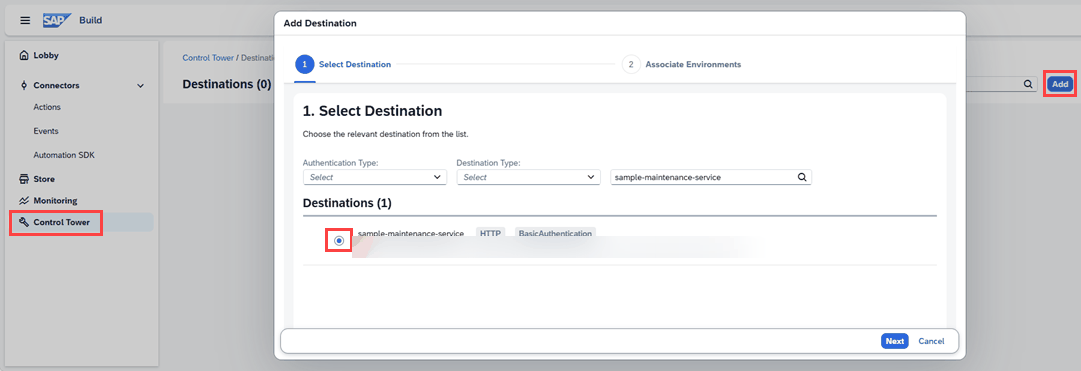 SAP Build
Lobby
Connectors
Actions
Events
Automation SDK
Store
Monitoring
Control Tower
Control Tower / Destinatio
Destinations (0)
Add
Add Destination
1 Select Destination
2 Associate Environments
1. Select Destination
Choose the relevant destination from the list.
Authentication Type: Destination Type:
Select Select sample-maintenance-service
Destinations (1)
sample-maintenance-service HTTP BasicAuthentication
Next Cancel